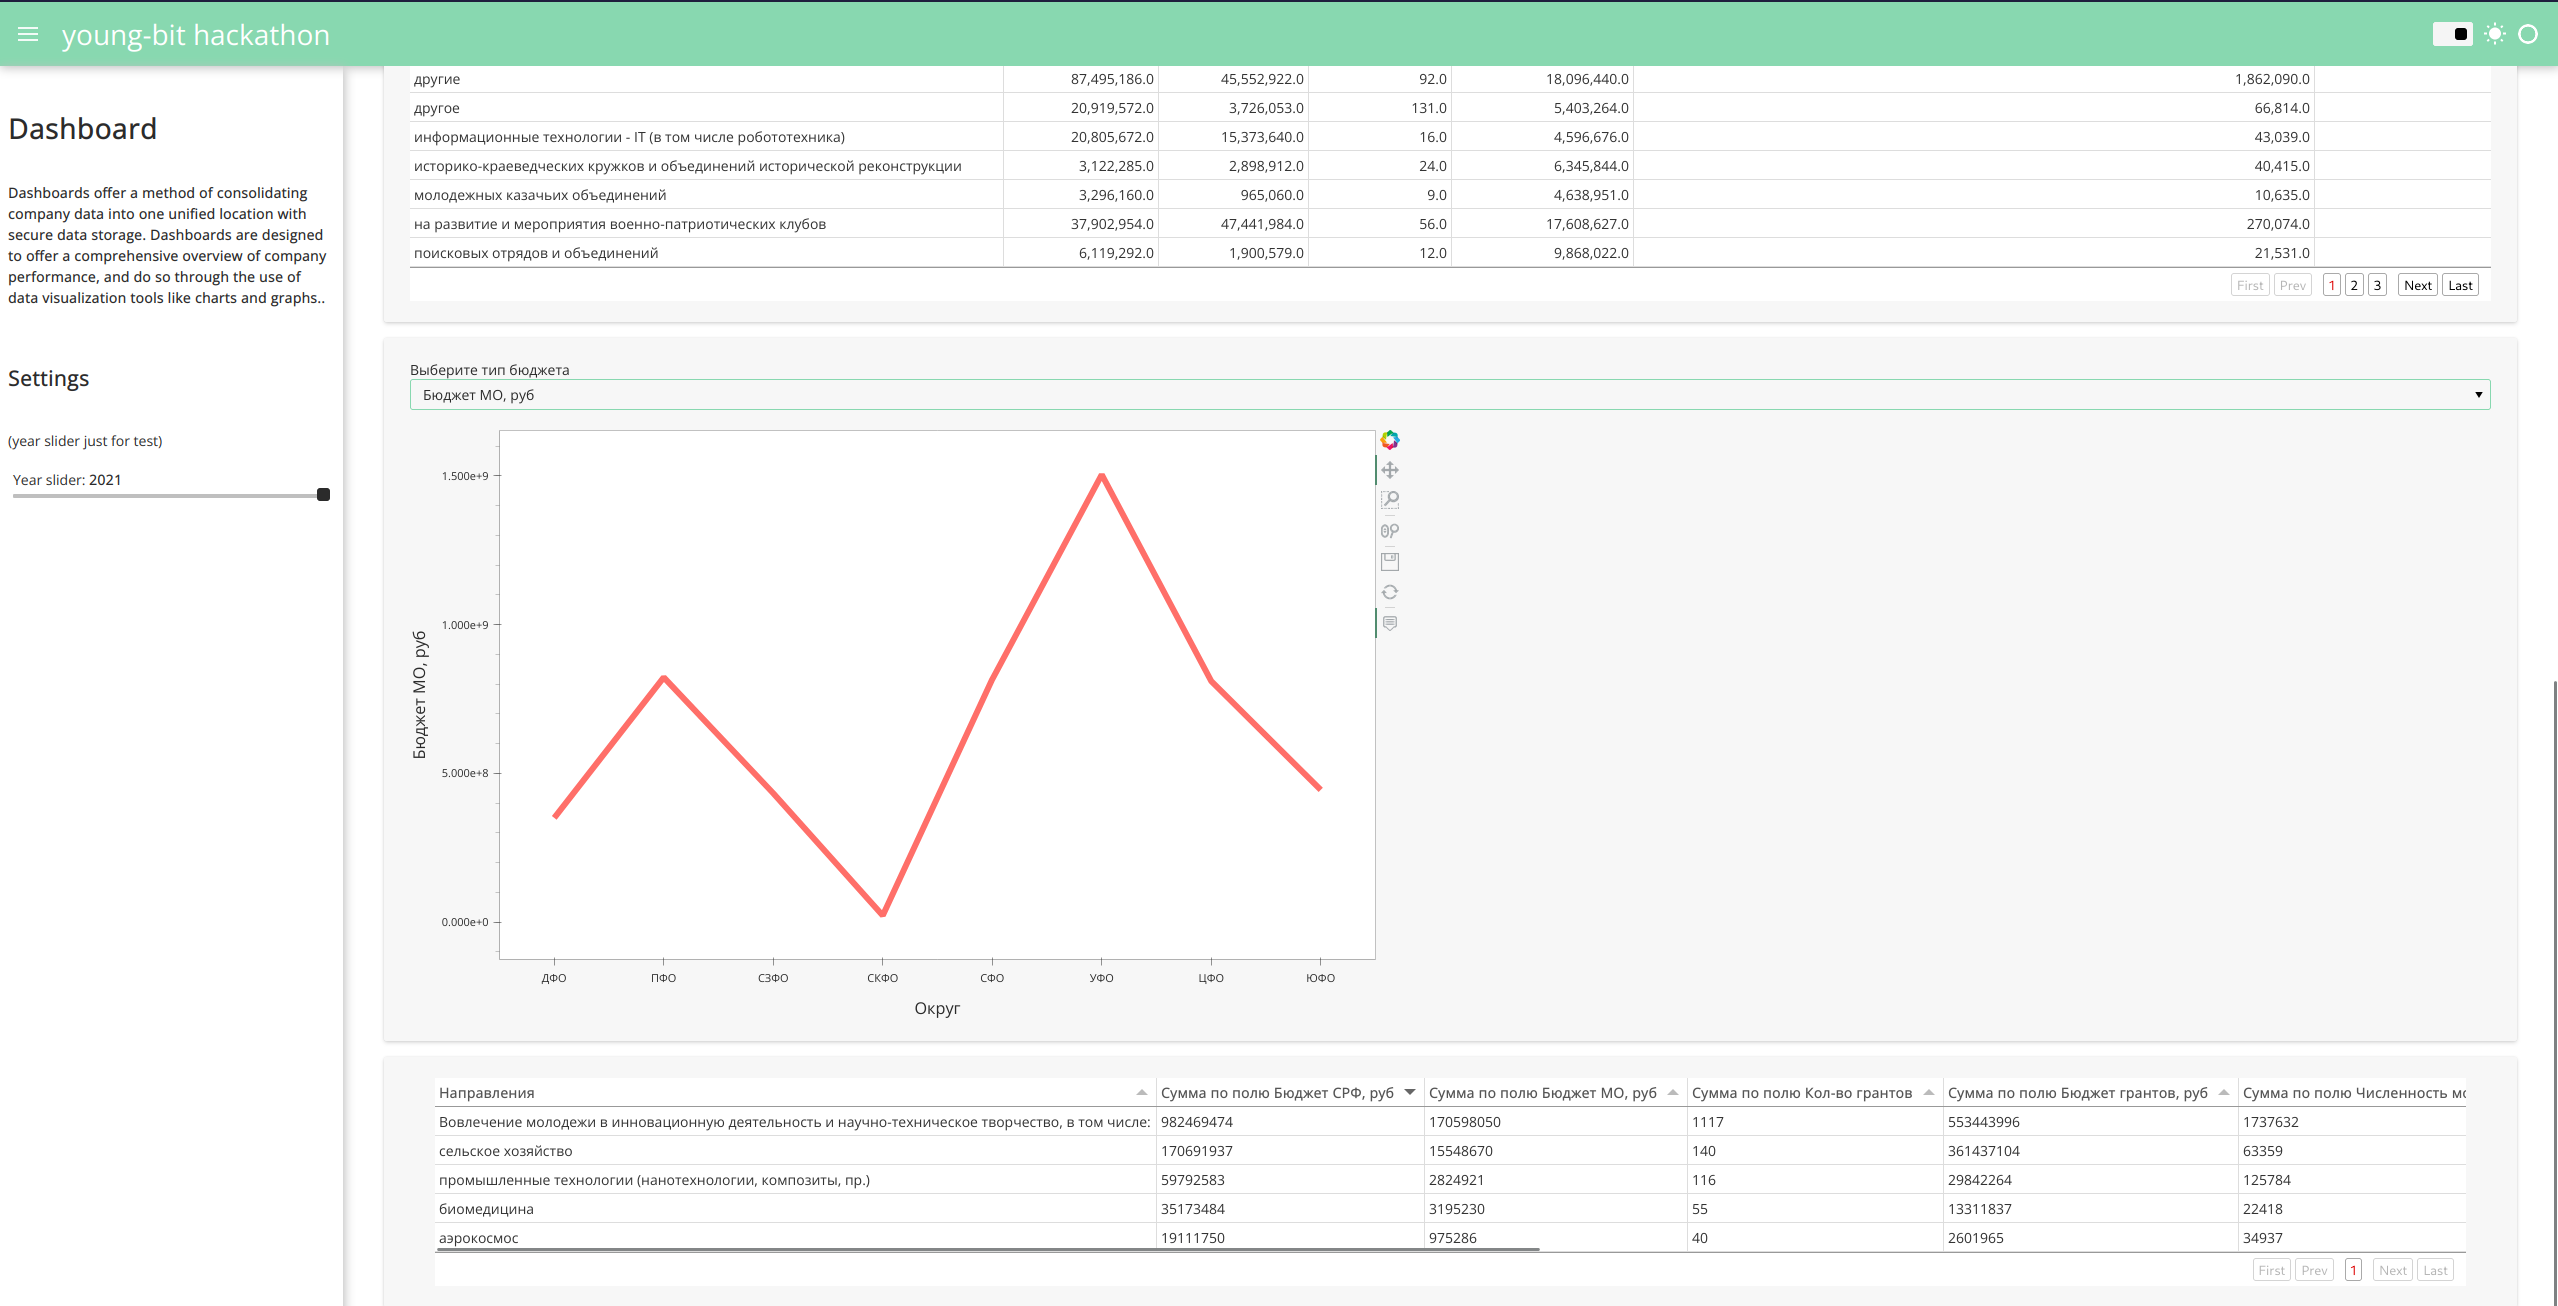 young-bit hackathon
Dashboard
Dashboards offer a method of consolidating
company data into one unified location with
secure data storage. Dashboards are designed
to offer a comprehensive overview of company
performance, and do so through the use of
data visualization tools like charts and graphs..
Settings
(year slider just for test)
Year slider: 2021
другие 87,495,186.0 45,552,922.0 92.0 18,096,440.0 1,862,090.0
другое 20,919,572.0 3,726,053.0 131.0 5,403,264.0 66,814.0
информационные технологии - IT (в том числе робототехника) 20,805,672.0 15,373,640.0 16.0 4,596,676.0 43,039.0
историко-краеведческих кружков и объединений исторической реконструкции 3,122,285.0 2,898,912.0 24.0 6,345,844.0 40,415.0
молодежных казачьих объединений 3,296,160.0 965,060.0 9.0 4,638,951.0 10,635.0
на развитие и мероприятия военно-патриотических клубов 37,902,954.0 47,441,984.0 56.0 17,608,627.0 270,074.0
поисковых отрядов и объединений 6,119,292.0 1,900,579.0 12.0 9,868,022.0 21,531.0
First Prev 1 2 3 Next Last
Выберите тип бюджета
Бюджет МО, руб
Бюджет МО, руб
1.500e+9
1.000e+9
5.000e+8
0.000e+0
ДФО ПФО СЗФО СКФО СФО УФО ЦФО ЮФО
Округ
Направления Сумма по полю Бюджет СРФ, руб Сумма по полю Бюджет МО, руб Сумма по полю Кол-во грантов Сумма по полю Бюджет грантов, руб Сумма по полю Численность мо
Вовлечение молодежи в инновационную деятельность и научно-техническое творчество, в том числе: 982469474 170598050 1117 553443996 1737632
сельское хозяйство 170691937 15548670 140 361437104 63359
промышленные технологии (нанотехнологии, композиты, пр.) 59792583 2824921 116 29842264 125784
биомедицина 35173484 3195230 55 13311837 22418
аэрокосмос 19111750 975286 40 2601965 34937
First Prev 1 Next Last